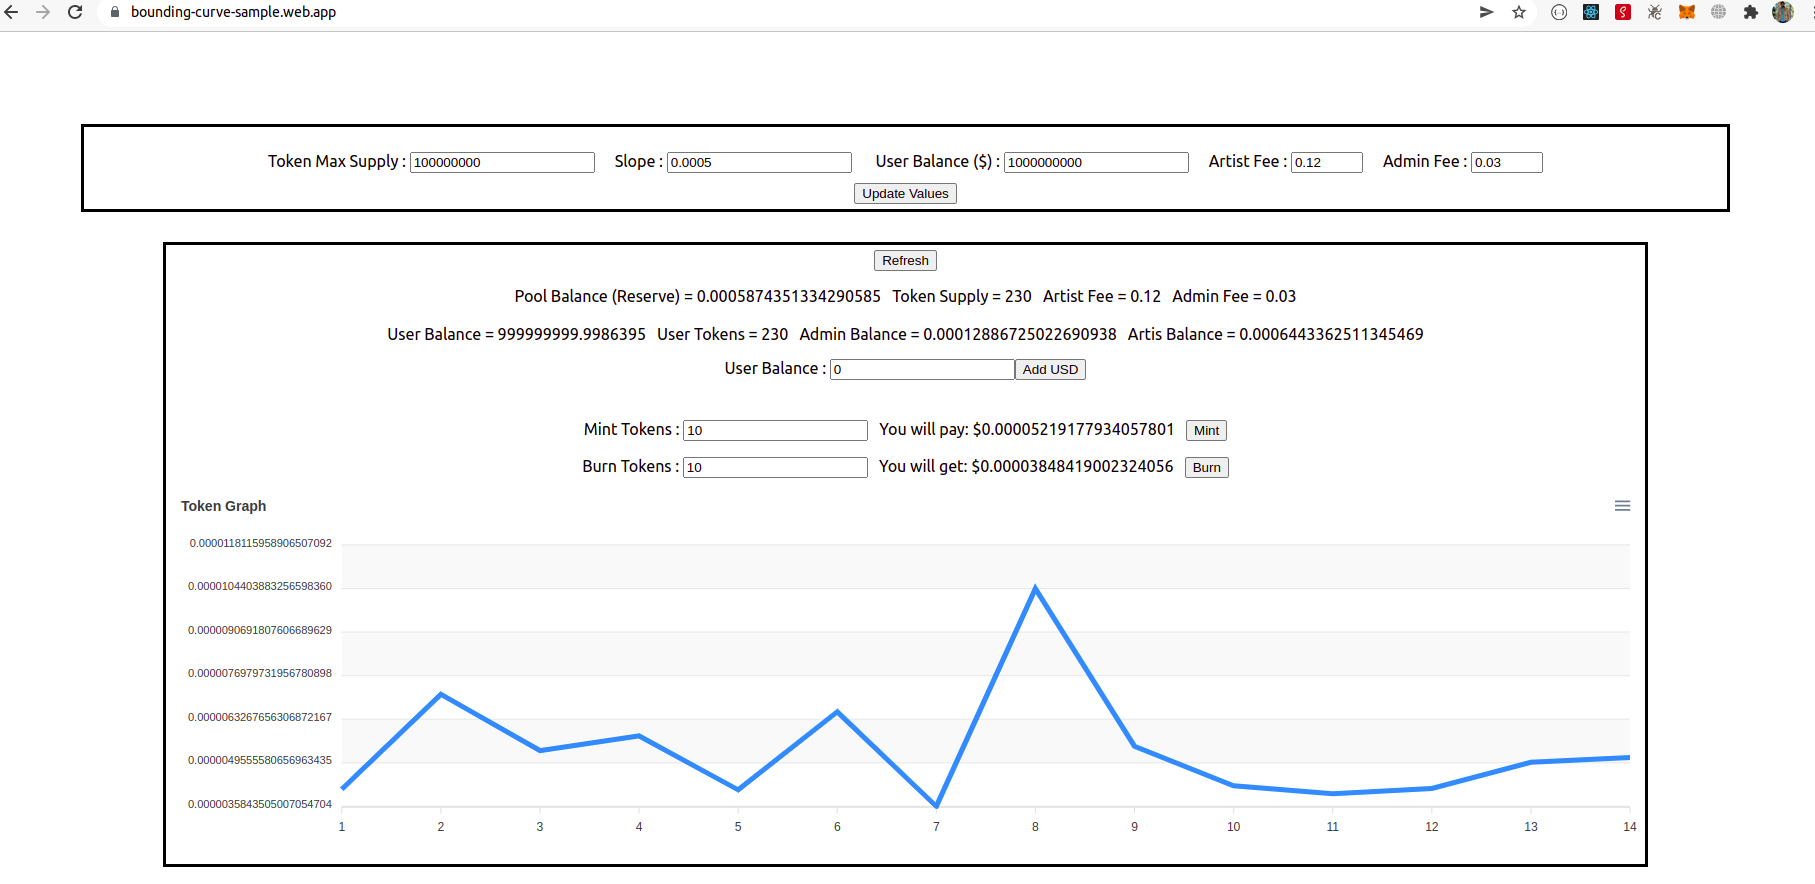 bounding-curve-sample.web.app
Token Max Supply : 100000000 Slope : 0.0005 User Balance ($) : 1000000000 Artist Fee : 0.12 Admin Fee : 0.03
Update Values
Refresh
Pool Balance (Reserve) = 0.0005874351334290585 Token Supply = 230 Artist Fee = 0.12 Admin Fee = 0.03
User Balance = 999999999.9986395 User Tokens = 230 Admin Balance = 0.00012886725022690938 Artis Balance = 0.0006443362511345469
User Balance : 0 Add USD
Mint Tokens : 10 You will pay: $0.00005219177934057801 Mint
Burn Tokens : 10 You will get: $0.00003848419002324056 Burn
Token Graph
0.0000118115958906507092
0.0000104403883256598360
0.0000090691807606689629
0.0000076979731956780898
0.0000063267656306872167
0.0000049555580656963435
0.0000035843505007054704
1 2 3 4 5 6 7 8 9 10 11 12 13 14